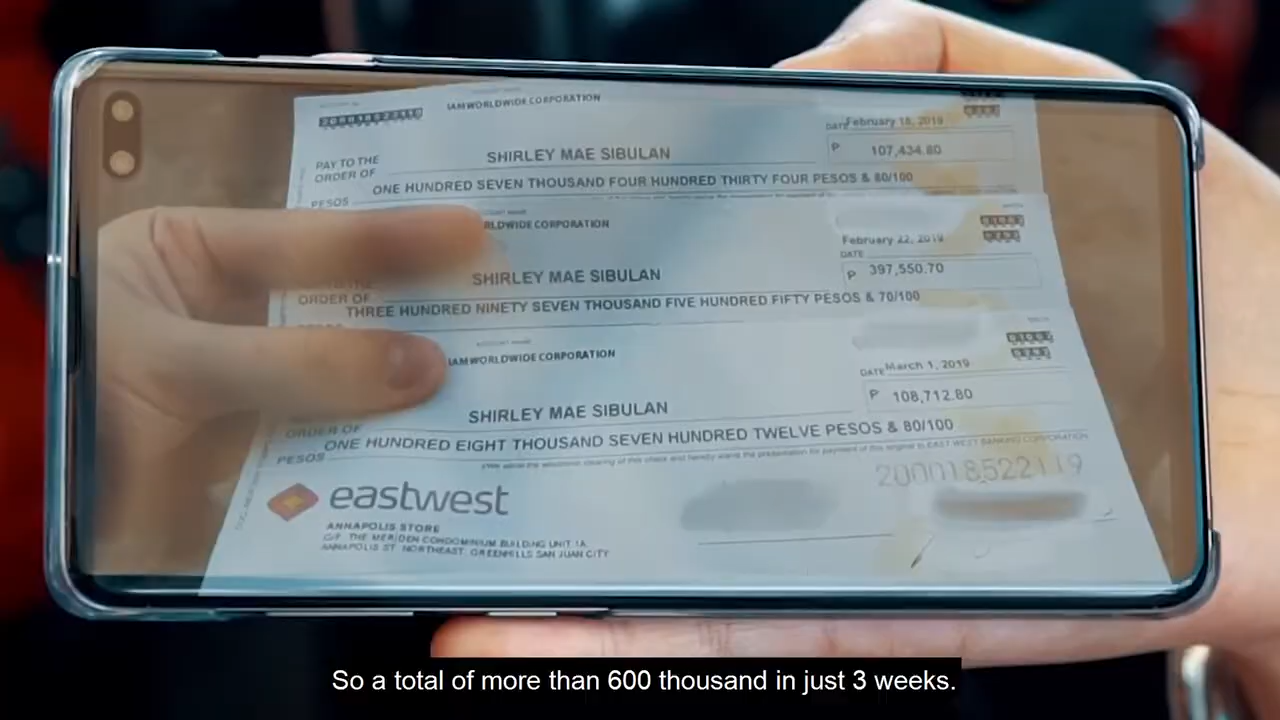 IAMWORLDWIDE CORPORATION
DATE February 18, 2019
PAY TO THE
ORDER OF SHIRLEY MAE SIBULAN P 107,434.80
PESOS ONE HUNDRED SEVEN THOUSAND FOUR HUNDRED THIRTY FOUR PESOS & 80/100
RLDWIDE CORPORATION
February 22, 2019
DATE
ORDER OF SHIRLEY MAE SIBULAN P 397,550.70
THREE HUNDRED NINETY SEVEN THOUSAND FIVE HUNDRED FIFTY PESOS & 70/100
IAMWORLDWIDE CORPORATION
DATE March 1, 2019
ORDER OF SHIRLEY MAE SIBULAN P 108,712.80
PESOS ONE HUNDRED EIGHT THOUSAND SEVEN HUNDRED TWELVE PESOS & 80/100
200018522119
eastwest
ANNAPOLIS STORE
G/F THE MERIDEN CONDOMINIUM BUILDING UNIT 1A
ANNAPOLIS ST. NORTHEAST, GREENHILLS SAN JUAN CITY
So a total of more than 600 thousand in just 3 weeks.